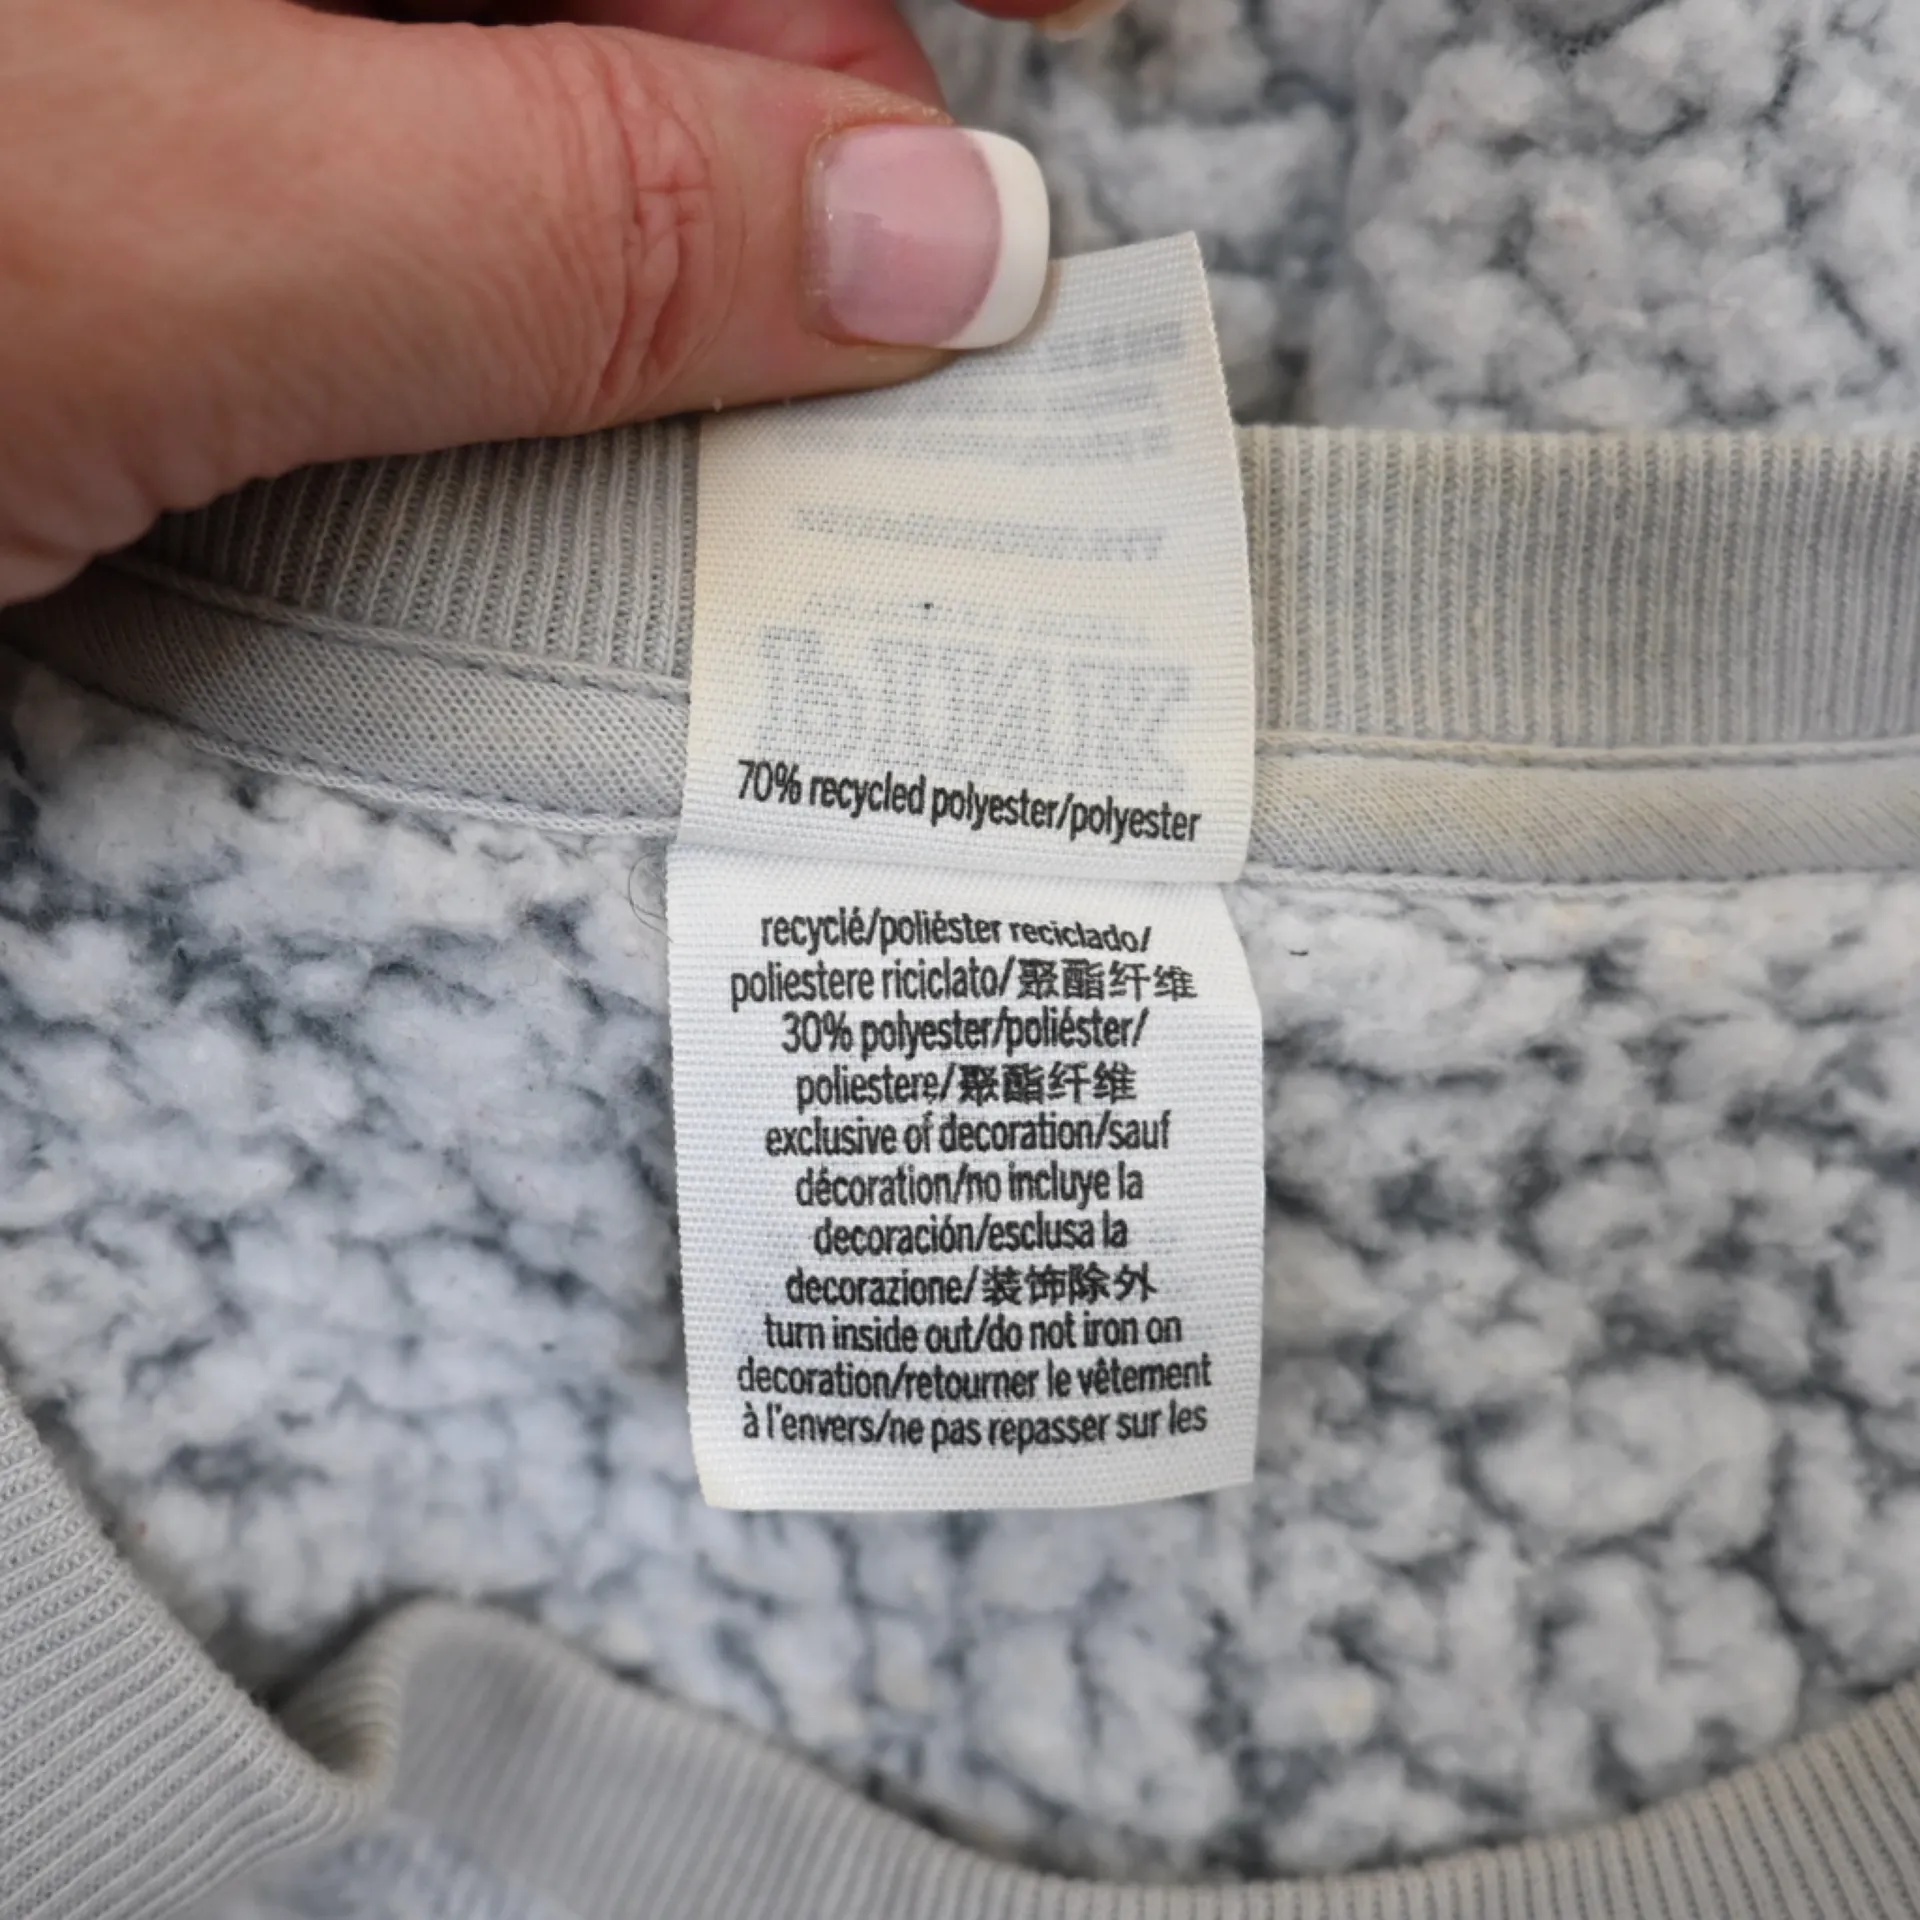 70% recycled polyester/polyester
recyclé/poliéster reciclado/
poliestere riciclato/聚酯纤维
30% polyester/poliéster/
poliestere/聚酯纤维
exclusive of decoration/sauf
décoration/no incluye la
decoración/esclusa la
decorazione/装饰除外
turn inside out/do not iron on
decoration/retourner le vêtement
à l'envers/ne pas repasser sur les